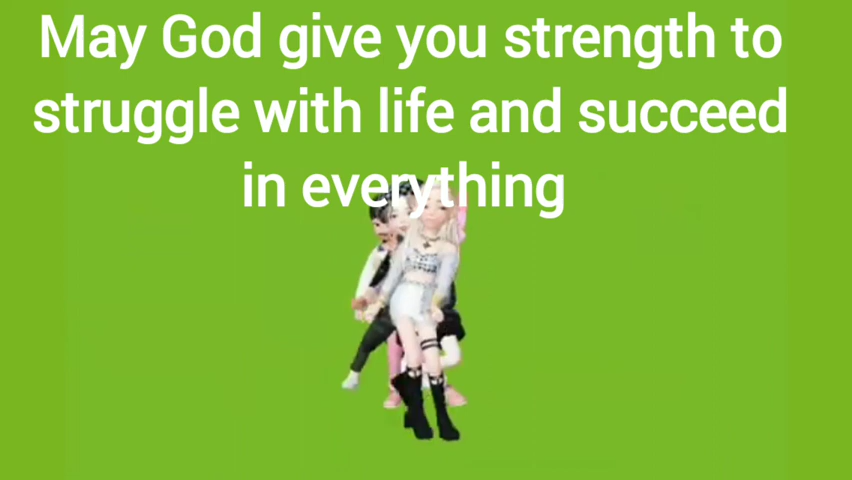 May God give you strength to
struggle with life and succeed
in everything